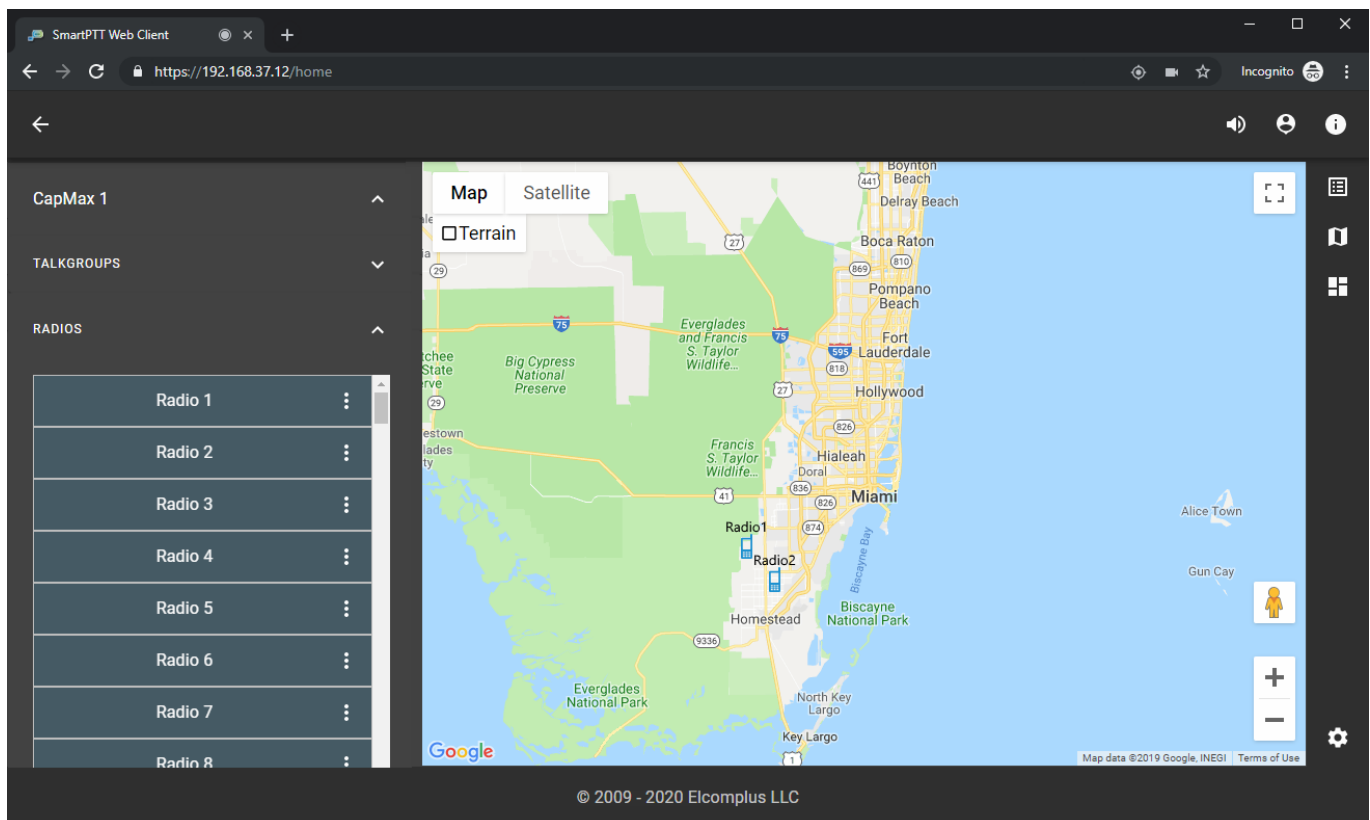 SmartPTT Web Client
https://192.168.37.12/home
Incognito
CapMax 1
TALKGROUPS
RADIOS
Radio 1
Radio 2
Radio 3
Radio 4
Radio 5
Radio 6
Radio 7
Radio 8
Map
Satellite
Terrain
Boynton
Beach
441
Delray Beach
27
Boca Raton
29
869
810
Pompano
Beach
75
Everglades
and Francis
S. Taylor
Wildlife...
75
Fort
Lauderdale
595
818
Big Cypress
National
Preserve
State
27
Hollywood
29
826
Francis
S. Taylor
Wildlife...
Hialeah
Doral
836
41
826
Miami
Alice Town
Radio1
874
Radio2
Biscayne Bay
Gun Cay
Biscayne
National Park
Homestead
9336
Everglades
National Park
North Key
Largo
Key Largo
1
Google
Map data ©2019 Google, INEGI
Terms of Use
© 2009 - 2020 Elcomplus LLC